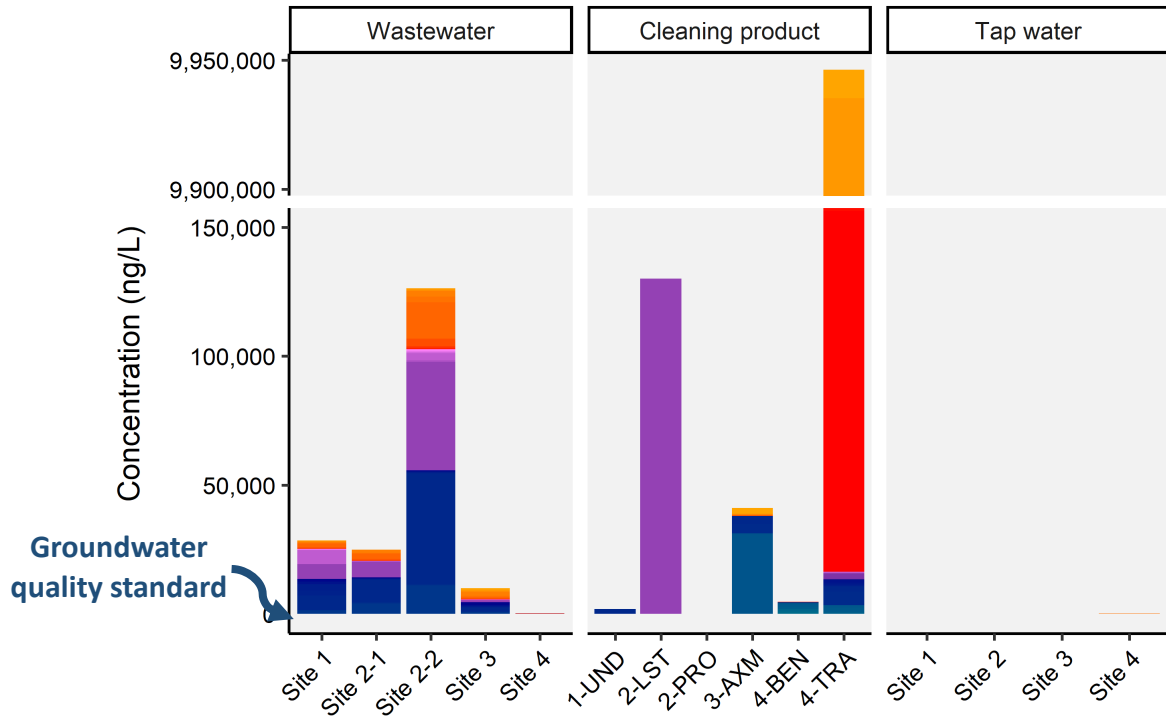 Wastewater
Cleaning product
Tap water
Concentration (ng/L)
9,950,000
9,900,000
150,000
100,000
50,000
0
Groundwater
quality standard
Site 1
Site 2-1
Site 2-2
Site 3
Site 4
1-UND
2-LST
2-PRO
3-AXM
4-BEN
4-TRA
Site 1
Site 2
Site 3
Site 4